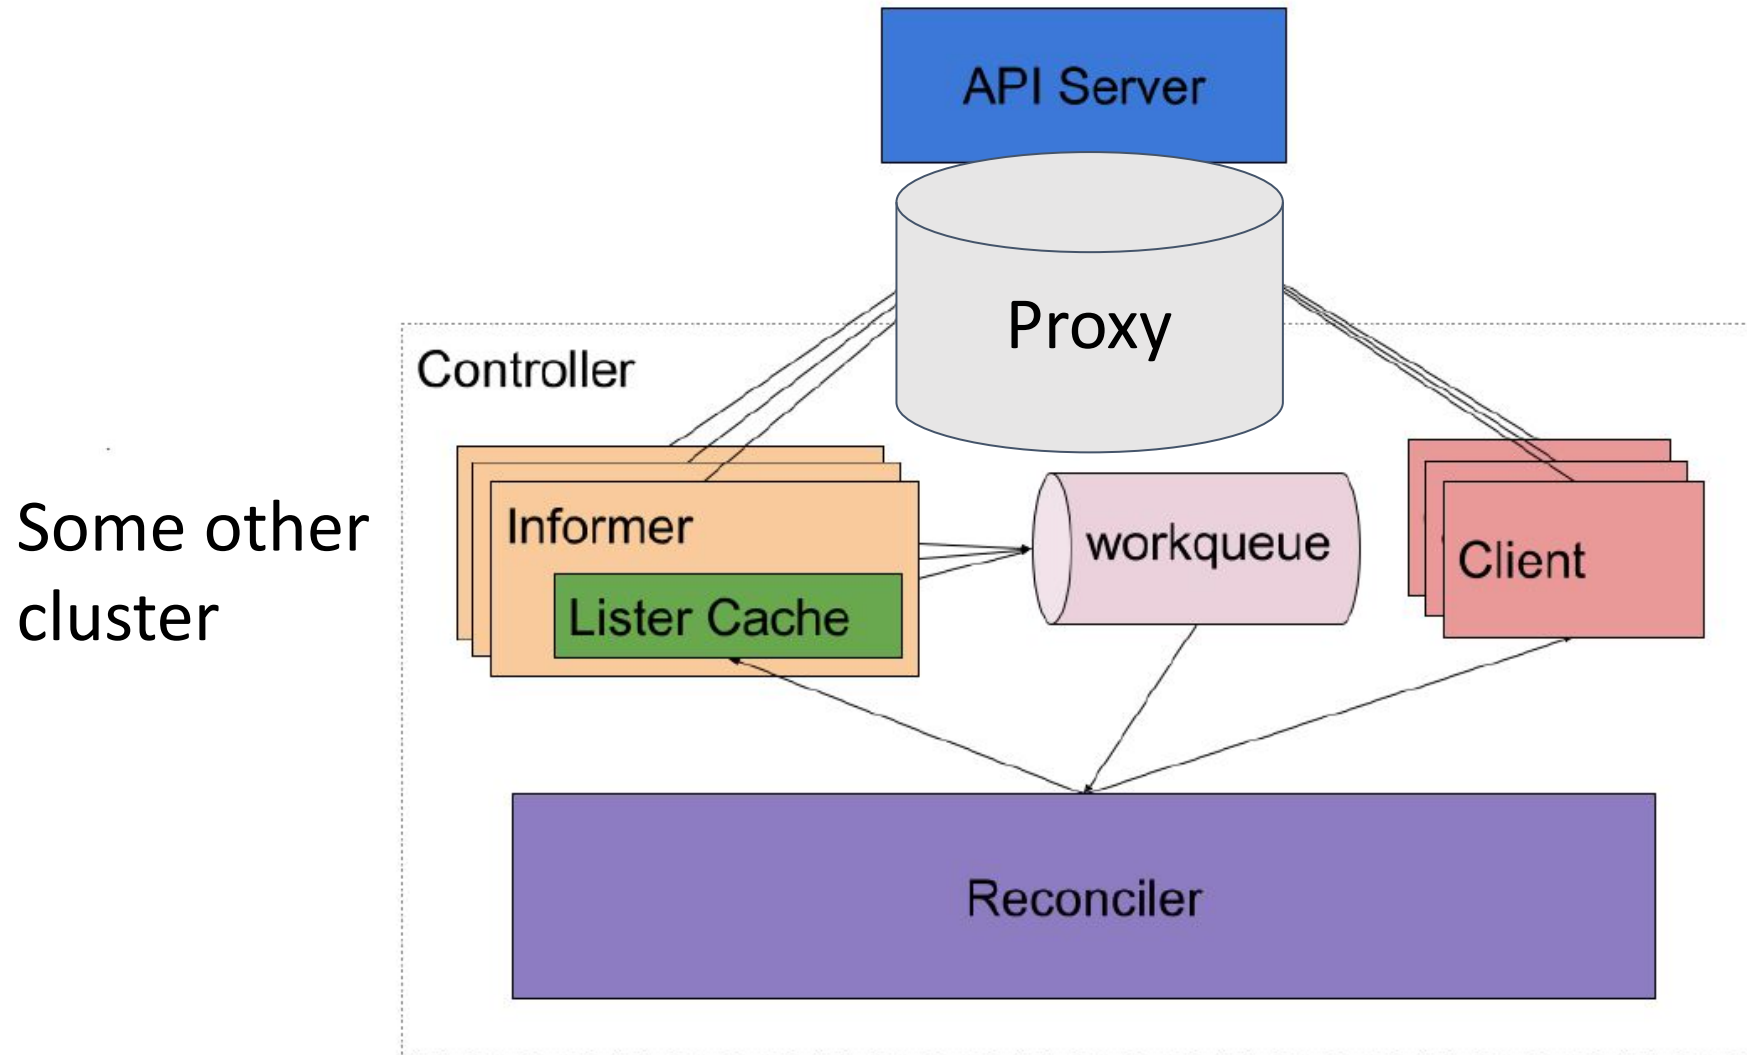 API Server
Proxy
Controller
Some other
cluster
Informer
Lister Cache
workqueue
Client
Reconciler